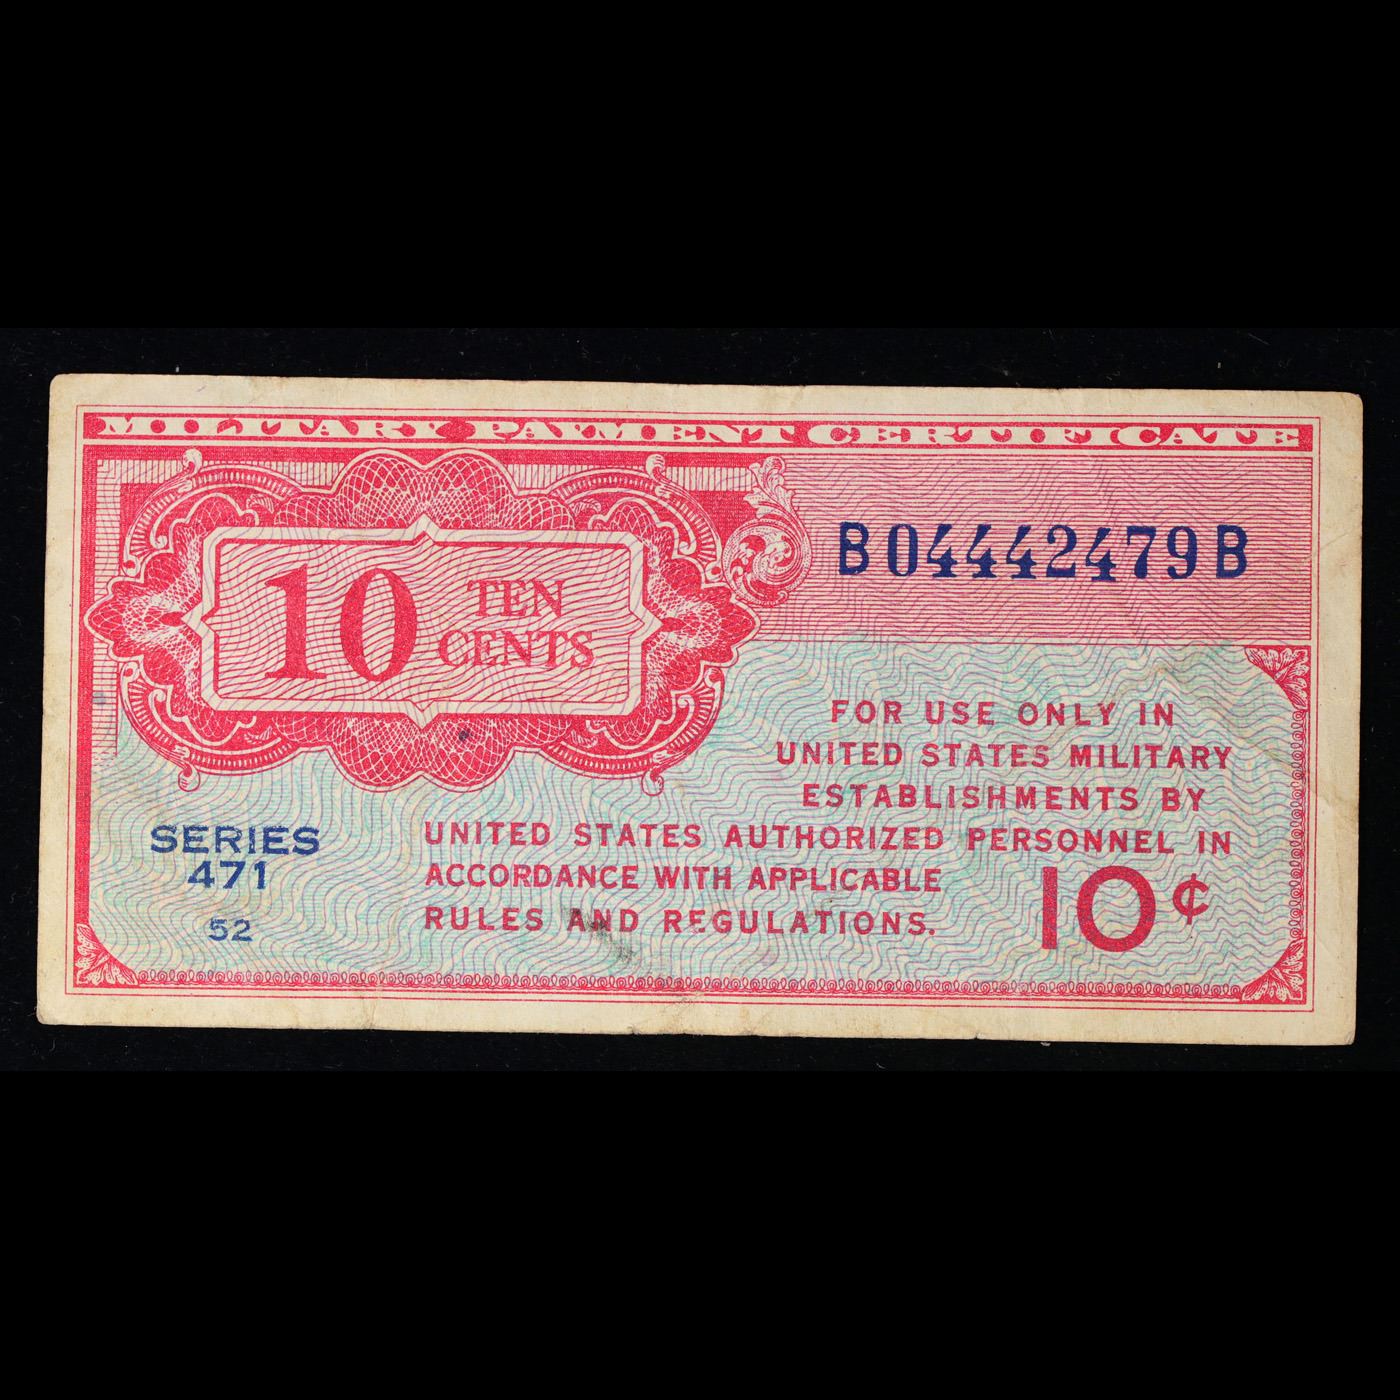 MILITARY PAYMENT CERTIFICATE
B04442479B
10 TEN
CENTS
FOR USE ONLY IN
UNITED STATES MILITARY
ESTABLISHMENTS BY
UNITED STATES AUTHORIZED PERSONNEL IN
ACCORDANCE WITH APPLICABLE
RULES AND REGULATIONS.
10¢
SERIES
471
52